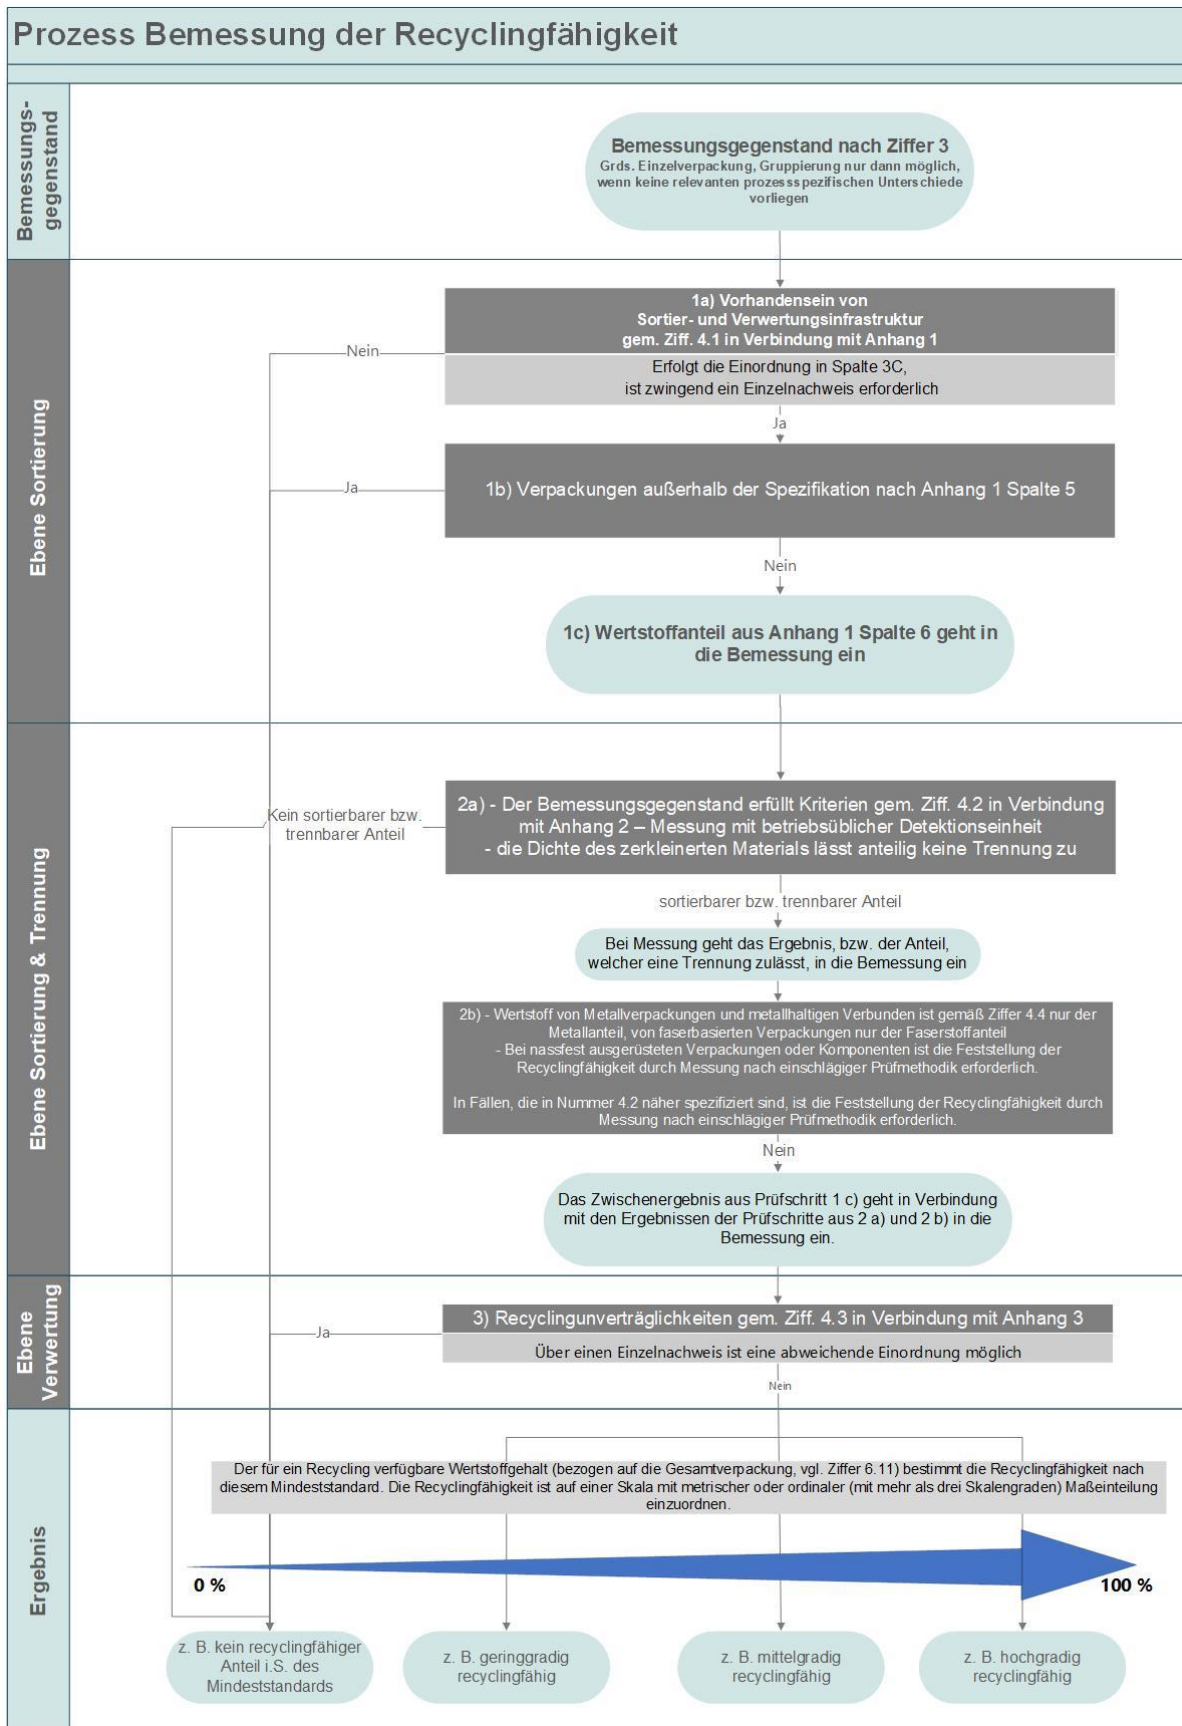 Prozess Bemessung der Recyclingfähigkeit
Bemessungs-
gegenstand
Bemessungsgegenstand nach Ziffer 3
Grds. Einzelverpackung, Gruppierung nur dann möglich,
wenn keine relevanten prozessspezifischen Unterschiede
vorliegen
Ebene Sortierung
1a) Vorhandensein von
Sortier- und Verwertungsinfrastruktur
gem. Ziff. 4.1 in Verbindung mit Anhang 1
Nein
Erfolgt die Einordnung in Spalte 3C,
ist zwingend ein Einzelnachweis erforderlich
Ja
Ja
1b) Verpackungen außerhalb der Spezifikation nach Anhang 1 Spalte 5
Nein
1c) Wertstoffanteil aus Anhang 1 Spalte 6 geht in
die Bemessung ein
Ebene Sortierung & Trennung
Kein sortierbarer bzw.
trennbarer Anteil
2a) - Der Bemessungsgegenstand erfüllt Kriterien gem. Ziff. 4.2 in Verbindung
mit Anhang 2 – Messung mit betriebsüblicher Detektionseinheit
- die Dichte des zerkleinerten Materials lässt anteilig keine Trennung zu
sortierbarer bzw. trennbarer Anteil
Bei Messung geht das Ergebnis, bzw. der Anteil,
welcher eine Trennung zulässt, in die Bemessung ein
2b) - Wertstoff von Metallverpackungen und metallhaltigen Verbunden ist gemäß Ziffer 4.4 nur der
Metallanteil, von faserbasierten Verpackungen nur der Faserstoffanteil
- Bei nassfest ausgerüsteten Verpackungen oder Komponenten ist die Feststellung der
Recyclingfähigkeit durch Messung nach einschlägiger Prüfmethodik erforderlich.
In Fällen, die in Nummer 4.2 näher spezifiziert sind, ist die Feststellung der Recyclingfähigkeit durch
Messung nach einschlägiger Prüfmethodik erforderlich.
Nein
Das Zwischenergebnis aus Prüfschritt 1 c) geht in Verbindung
mit den Ergebnissen der Prüfschritte aus 2 a) und 2 b) in die
Bemessung ein.
Ebene
Verwertung
3) Recyclingunverträglichkeiten gem. Ziff. 4.3 in Verbindung mit Anhang 3
Ja
Über einen Einzelnachweis ist eine abweichende Einordnung möglich
Nein
Ergebnis
Der für ein Recycling verfügbare Wertstoffgehalt (bezogen auf die Gesamtverpackung, vgl. Ziffer 6.11) bestimmt die Recyclingfähigkeit nach
diesem Mindeststandard. Die Recyclingfähigkeit ist auf einer Skala mit metrischer oder ordinaler (mit mehr als drei Skalengraden) Maßeinteilung
einzuordnen.
0 %
100 %
z. B. kein recyclingfähiger
Anteil i.S. des
Mindeststandards
z. B. geringgradig
recyclingfähig
z. B. mittelgradig
recyclingfähig
z. B. hochgradig
recyclingfähig